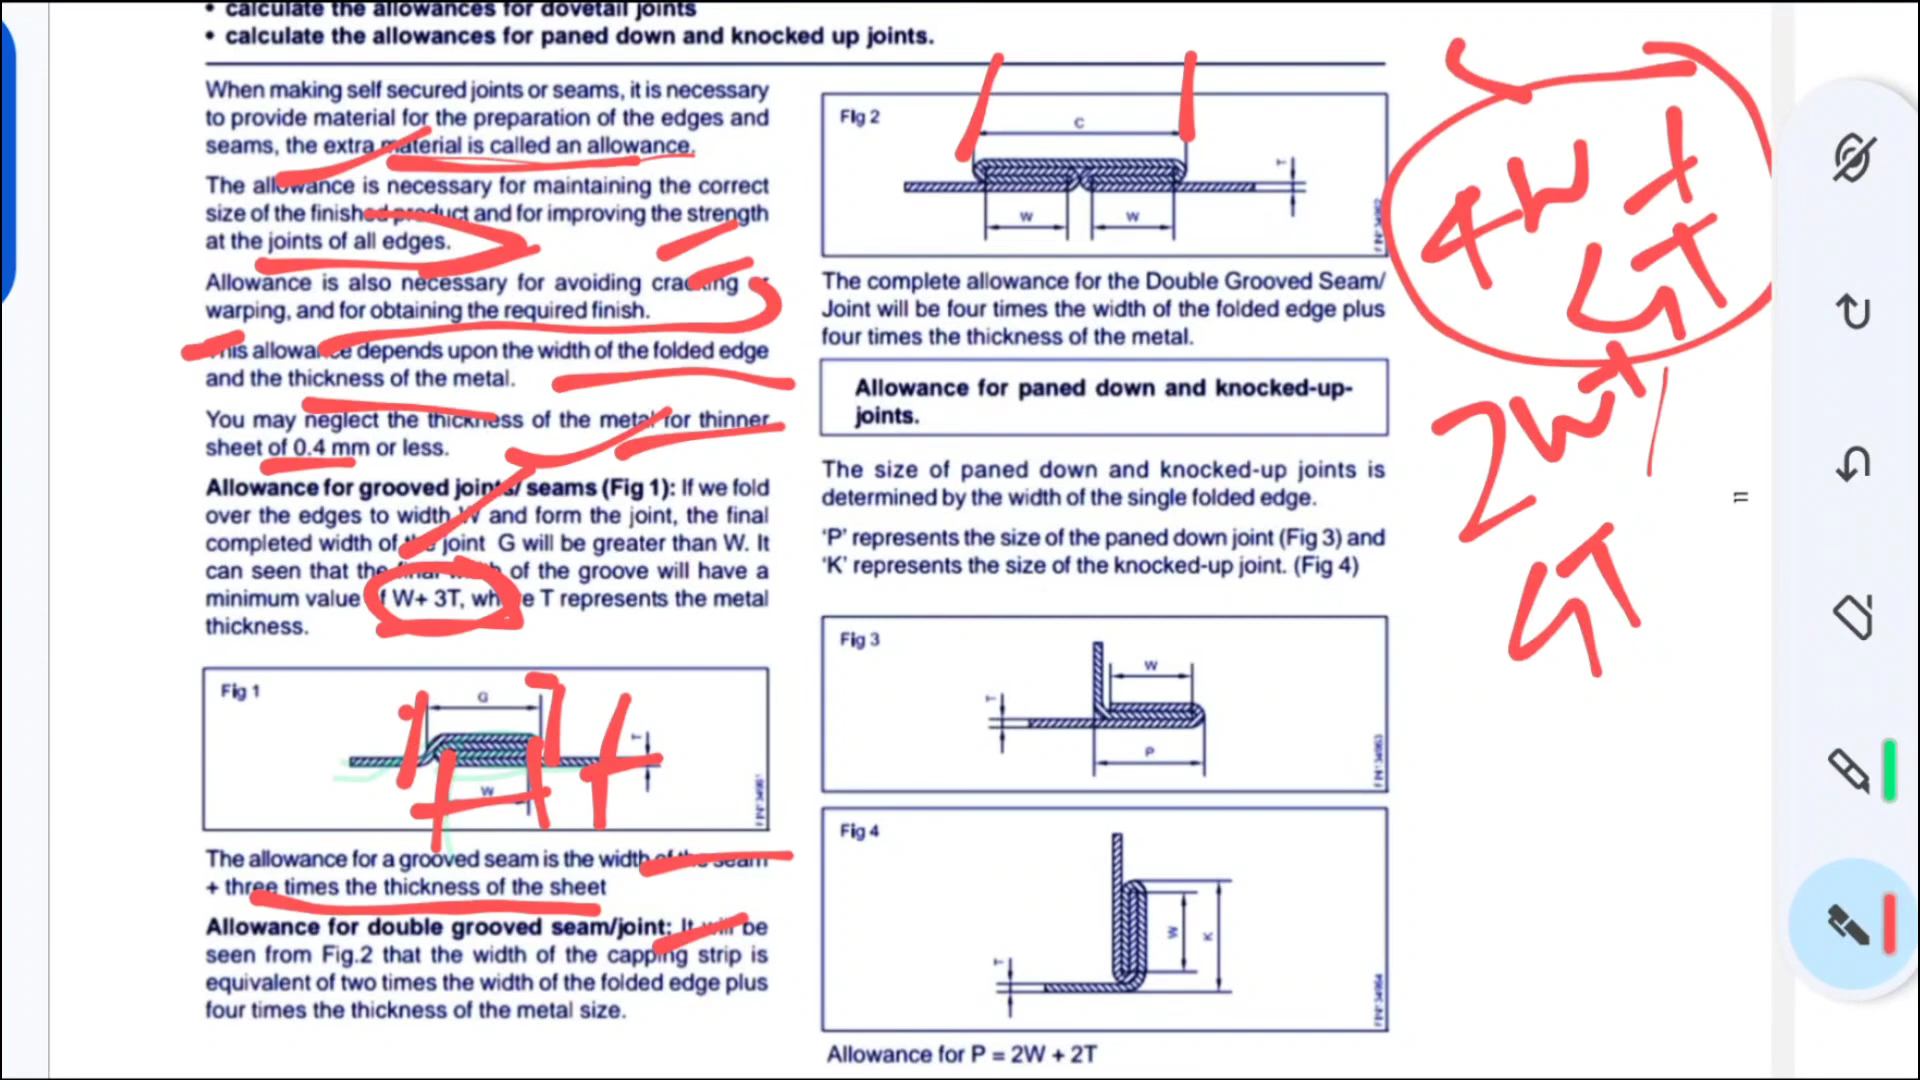 • calculate the allowances for dovetail joints
• calculate the allowances for paned down and knocked up joints.
When making self secured joints or seams, it is necessary
to provide material for the preparation of the edges and
seams, the extra material is called an allowance.
The allowance is necessary for maintaining the correct
size of the finished product and for improving the strength
at the joints of all edges.
Allowance is also necessary for avoiding cracking or
warping, and for obtaining the required finish.
This allowance depends upon the width of the folded edge
and the thickness of the metal.
You may neglect the thickness of the metal for thinner
sheet of 0.4 mm or less.
Allowance for grooved joints/ seams (Fig 1): If we fold
over the edges to width W and form the joint, the final
completed width of the joint G will be greater than W. It
can seen that the final width of the groove will have a
minimum value of W+ 3T, where T represents the metal
thickness.
Fig 1
G
T
W
The allowance for a grooved seam is the width of the seam
+ three times the thickness of the sheet
Allowance for double grooved seam/joint: It will be
seen from Fig.2 that the width of the capping strip is
equivalent of two times the width of the folded edge plus
four times the thickness of the metal size.
Fig 2
C
T
W W
The complete allowance for the Double Grooved Seam/
Joint will be four times the width of the folded edge plus
four times the thickness of the metal.
Allowance for paned down and knocked-up-
joints.
The size of paned down and knocked-up joints is
determined by the width of the single folded edge.
‘P’ represents the size of the paned down joint (Fig 3) and
‘K’ represents the size of the knocked-up joint. (Fig 4)
Fig 3
W
T
P
Fig 4
W
K
T
Allowance for P = 2W + 2T
4W+
4T
2W+
4T